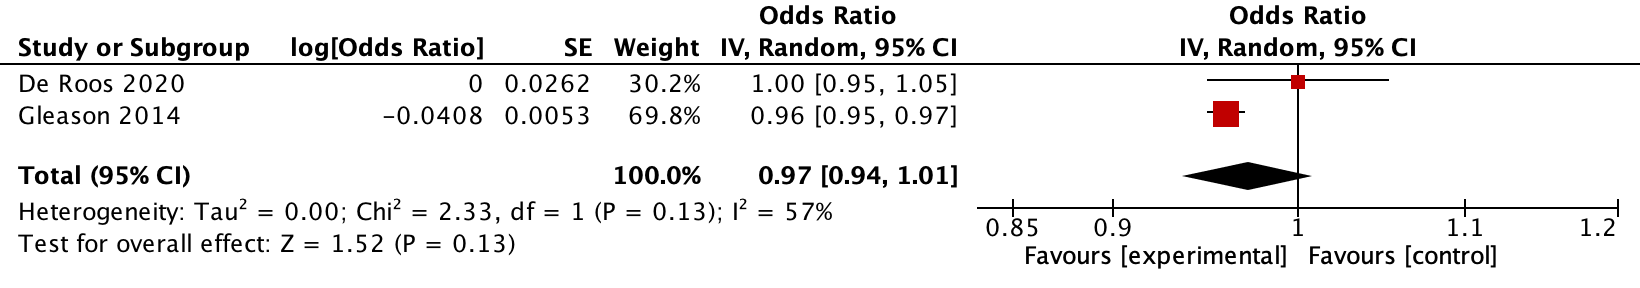 Odds Ratio Odds Ratio
Study or Subgroup log[Odds Ratio] SE Weight IV, Random, 95% CI IV, Random, 95% CI
De Roos 2020 0 0.0262 30.2% 1.00 [0.95, 1.05]
Gleason 2014 −0.0408 0.0053 69.8% 0.96 [0.95, 0.97]
Total (95% CI) 100.0% 0.97 [0.94, 1.01]
Heterogeneity: Tau² = 0.00; Chi² = 2.33, df = 1 (P = 0.13); I² = 57%
Test for overall effect: Z = 1.52 (P = 0.13)
0.85 0.9 1 1.1 1.2
Favours [experimental] Favours [control]